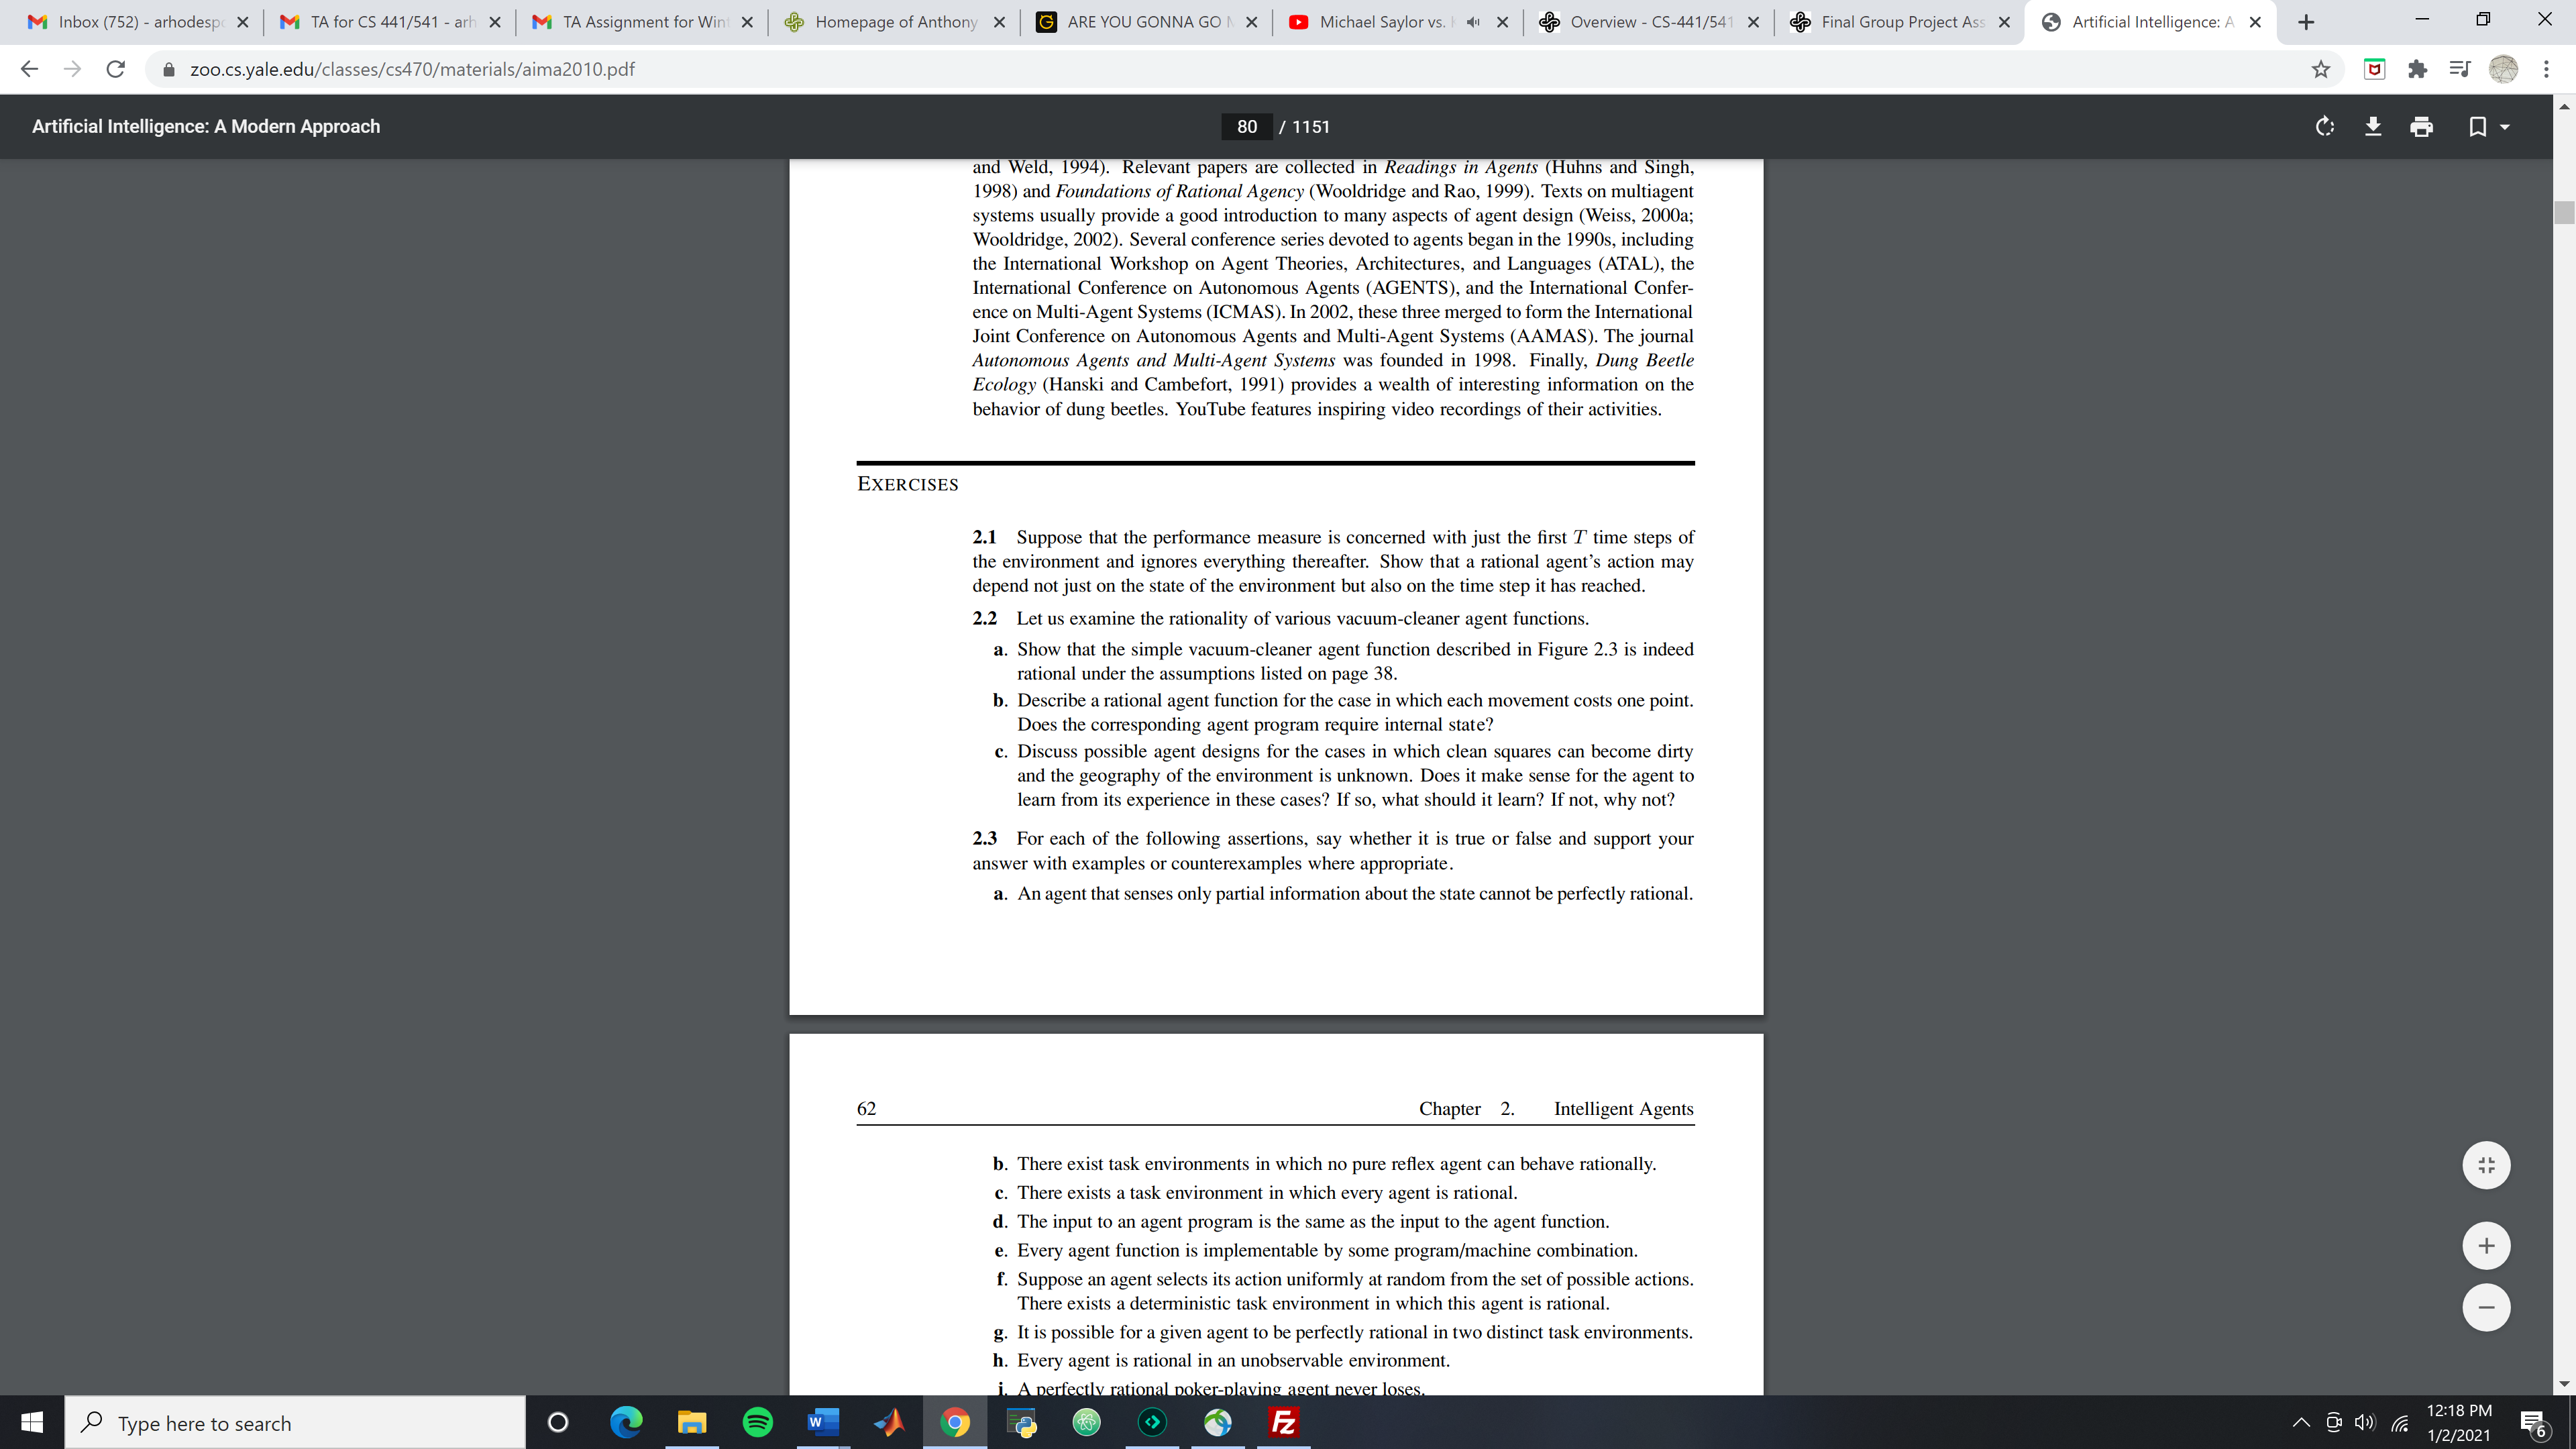 Inbox (752) - arhodesp
TA for CS 441/541 - arh
TA Assignment for Win
Homepage of Anthony
ARE YOU GONNA GO
Michael Saylor vs.
Overview - CS-441/541
Final Group Project Ass
Artificial Intelligence: A
zoo.cs.yale.edu/classes/cs470/materials/aima2010.pdf
Artificial Intelligence: A Modern Approach
80 / 1151
and Weld, 1994). Relevant papers are collected in Readings in Agents (Huhns and Singh,
1998) and Foundations of Rational Agency (Wooldridge and Rao, 1999). Texts on multiagent
systems usually provide a good introduction to many aspects of agent design (Weiss, 2000a;
Wooldridge, 2002). Several conference series devoted to agents began in the 1990s, including
the International Workshop on Agent Theories, Architectures, and Languages (ATAL), the
International Conference on Autonomous Agents (AGENTS), and the International Confer-
ence on Multi-Agent Systems (ICMAS). In 2002, these three merged to form the International
Joint Conference on Autonomous Agents and Multi-Agent Systems (AAMAS). The journal
Autonomous Agents and Multi-Agent Systems was founded in 1998. Finally, Dung Beetle
Ecology (Hanski and Cambefort, 1991) provides a wealth of interesting information on the
behavior of dung beetles. YouTube features inspiring video recordings of their activities.
EXERCISES
2.1 Suppose that the performance measure is concerned with just the first T time steps of
the environment and ignores everything thereafter. Show that a rational agent's action may
depend not just on the state of the environment but also on the time step it has reached.
2.2 Let us examine the rationality of various vacuum-cleaner agent functions.
a. Show that the simple vacuum-cleaner agent function described in Figure 2.3 is indeed
rational under the assumptions listed on page 38.
b. Describe a rational agent function for the case in which each movement costs one point.
Does the corresponding agent program require internal state?
c. Discuss possible agent designs for the cases in which clean squares can become dirty
and the geography of the environment is unknown. Does it make sense for the agent to
learn from its experience in these cases? If so, what should it learn? If not, why not?
2.3 For each of the following assertions, say whether it is true or false and support your
answer with examples or counterexamples where appropriate.
a. An agent that senses only partial information about the state cannot be perfectly rational.
62 Chapter 2. Intelligent Agents
b. There exist task environments in which no pure reflex agent can behave rationally.
c. There exists a task environment in which every agent is rational.
d. The input to an agent program is the same as the input to the agent function.
e. Every agent function is implementable by some program/machine combination.
f. Suppose an agent selects its action uniformly at random from the set of possible actions.
There exists a deterministic task environment in which this agent is rational.
g. It is possible for a given agent to be perfectly rational in two distinct task environments.
h. Every agent is rational in an unobservable environment.
i. A perfectly rational poker-playing agent never loses.
Type here to search
12:18 PM
1/2/2021
6